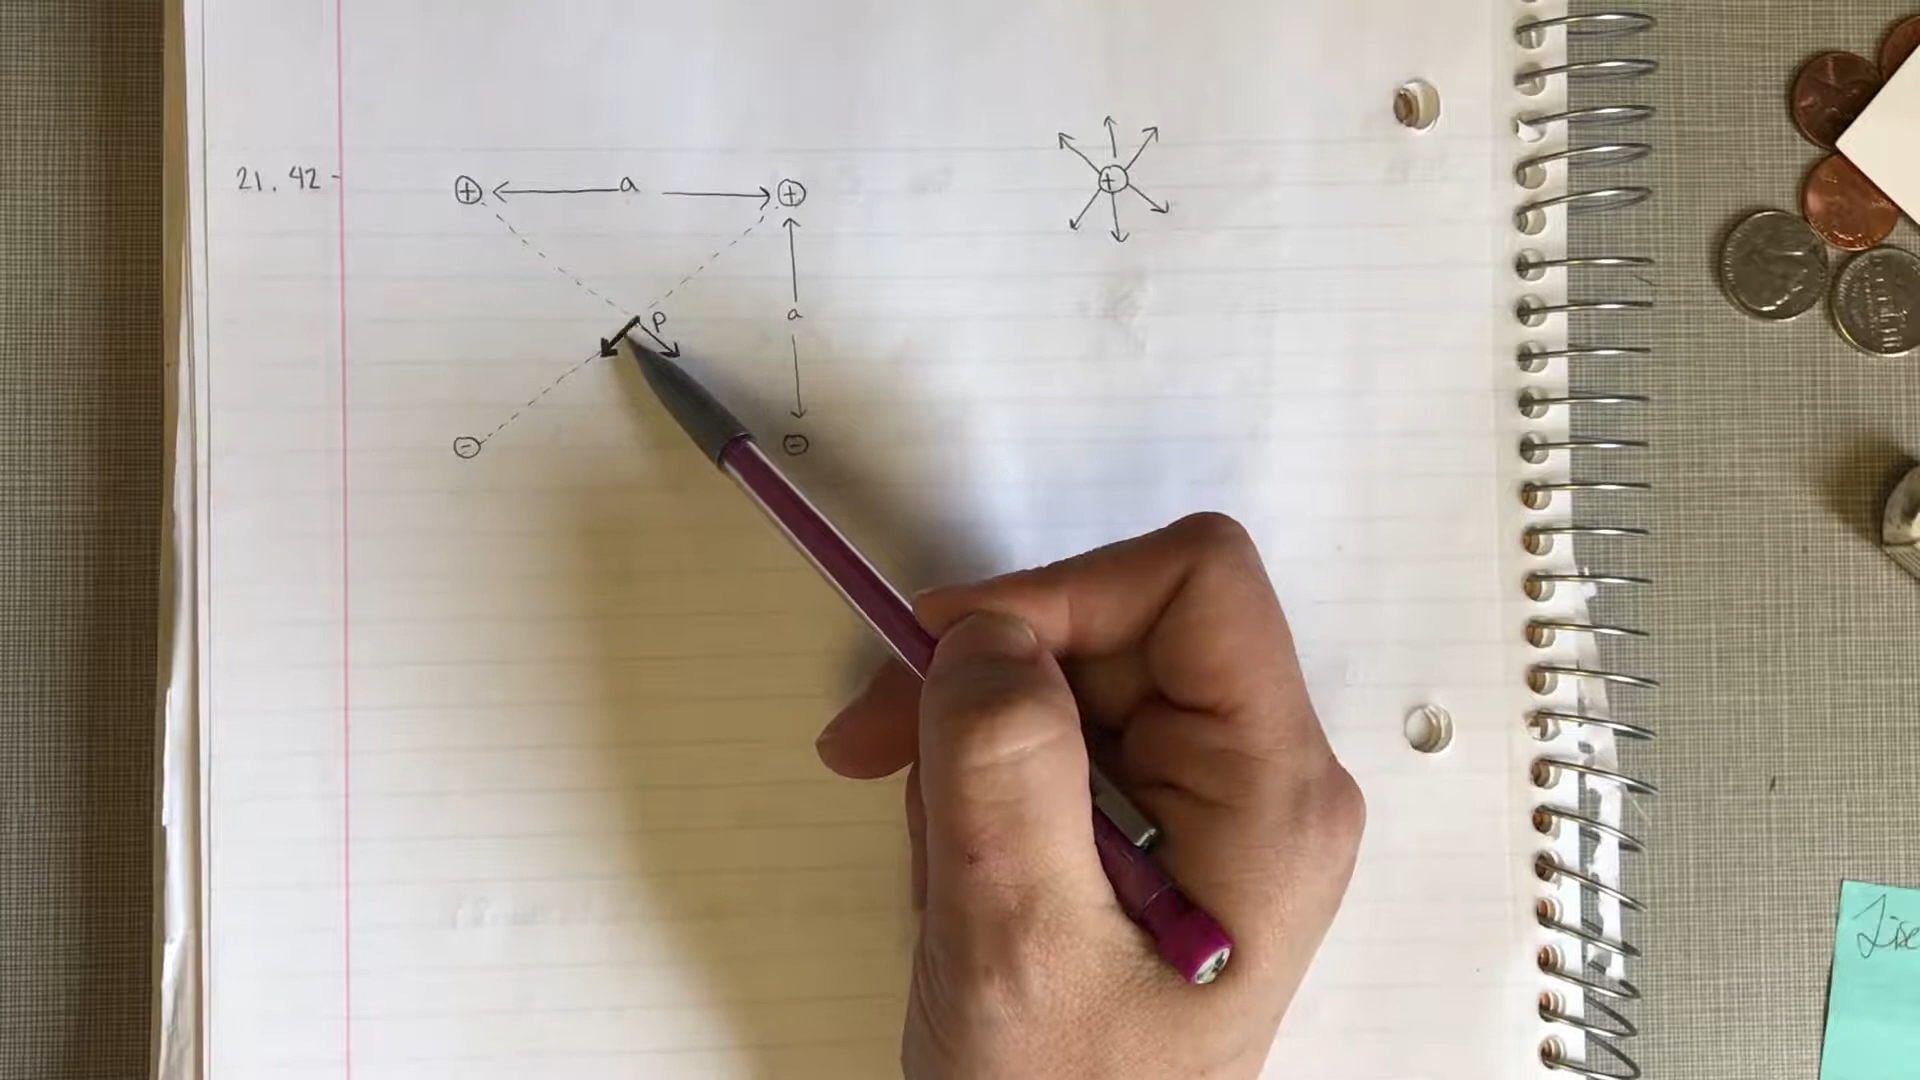 21.42
+ a +
P
a
- -
+